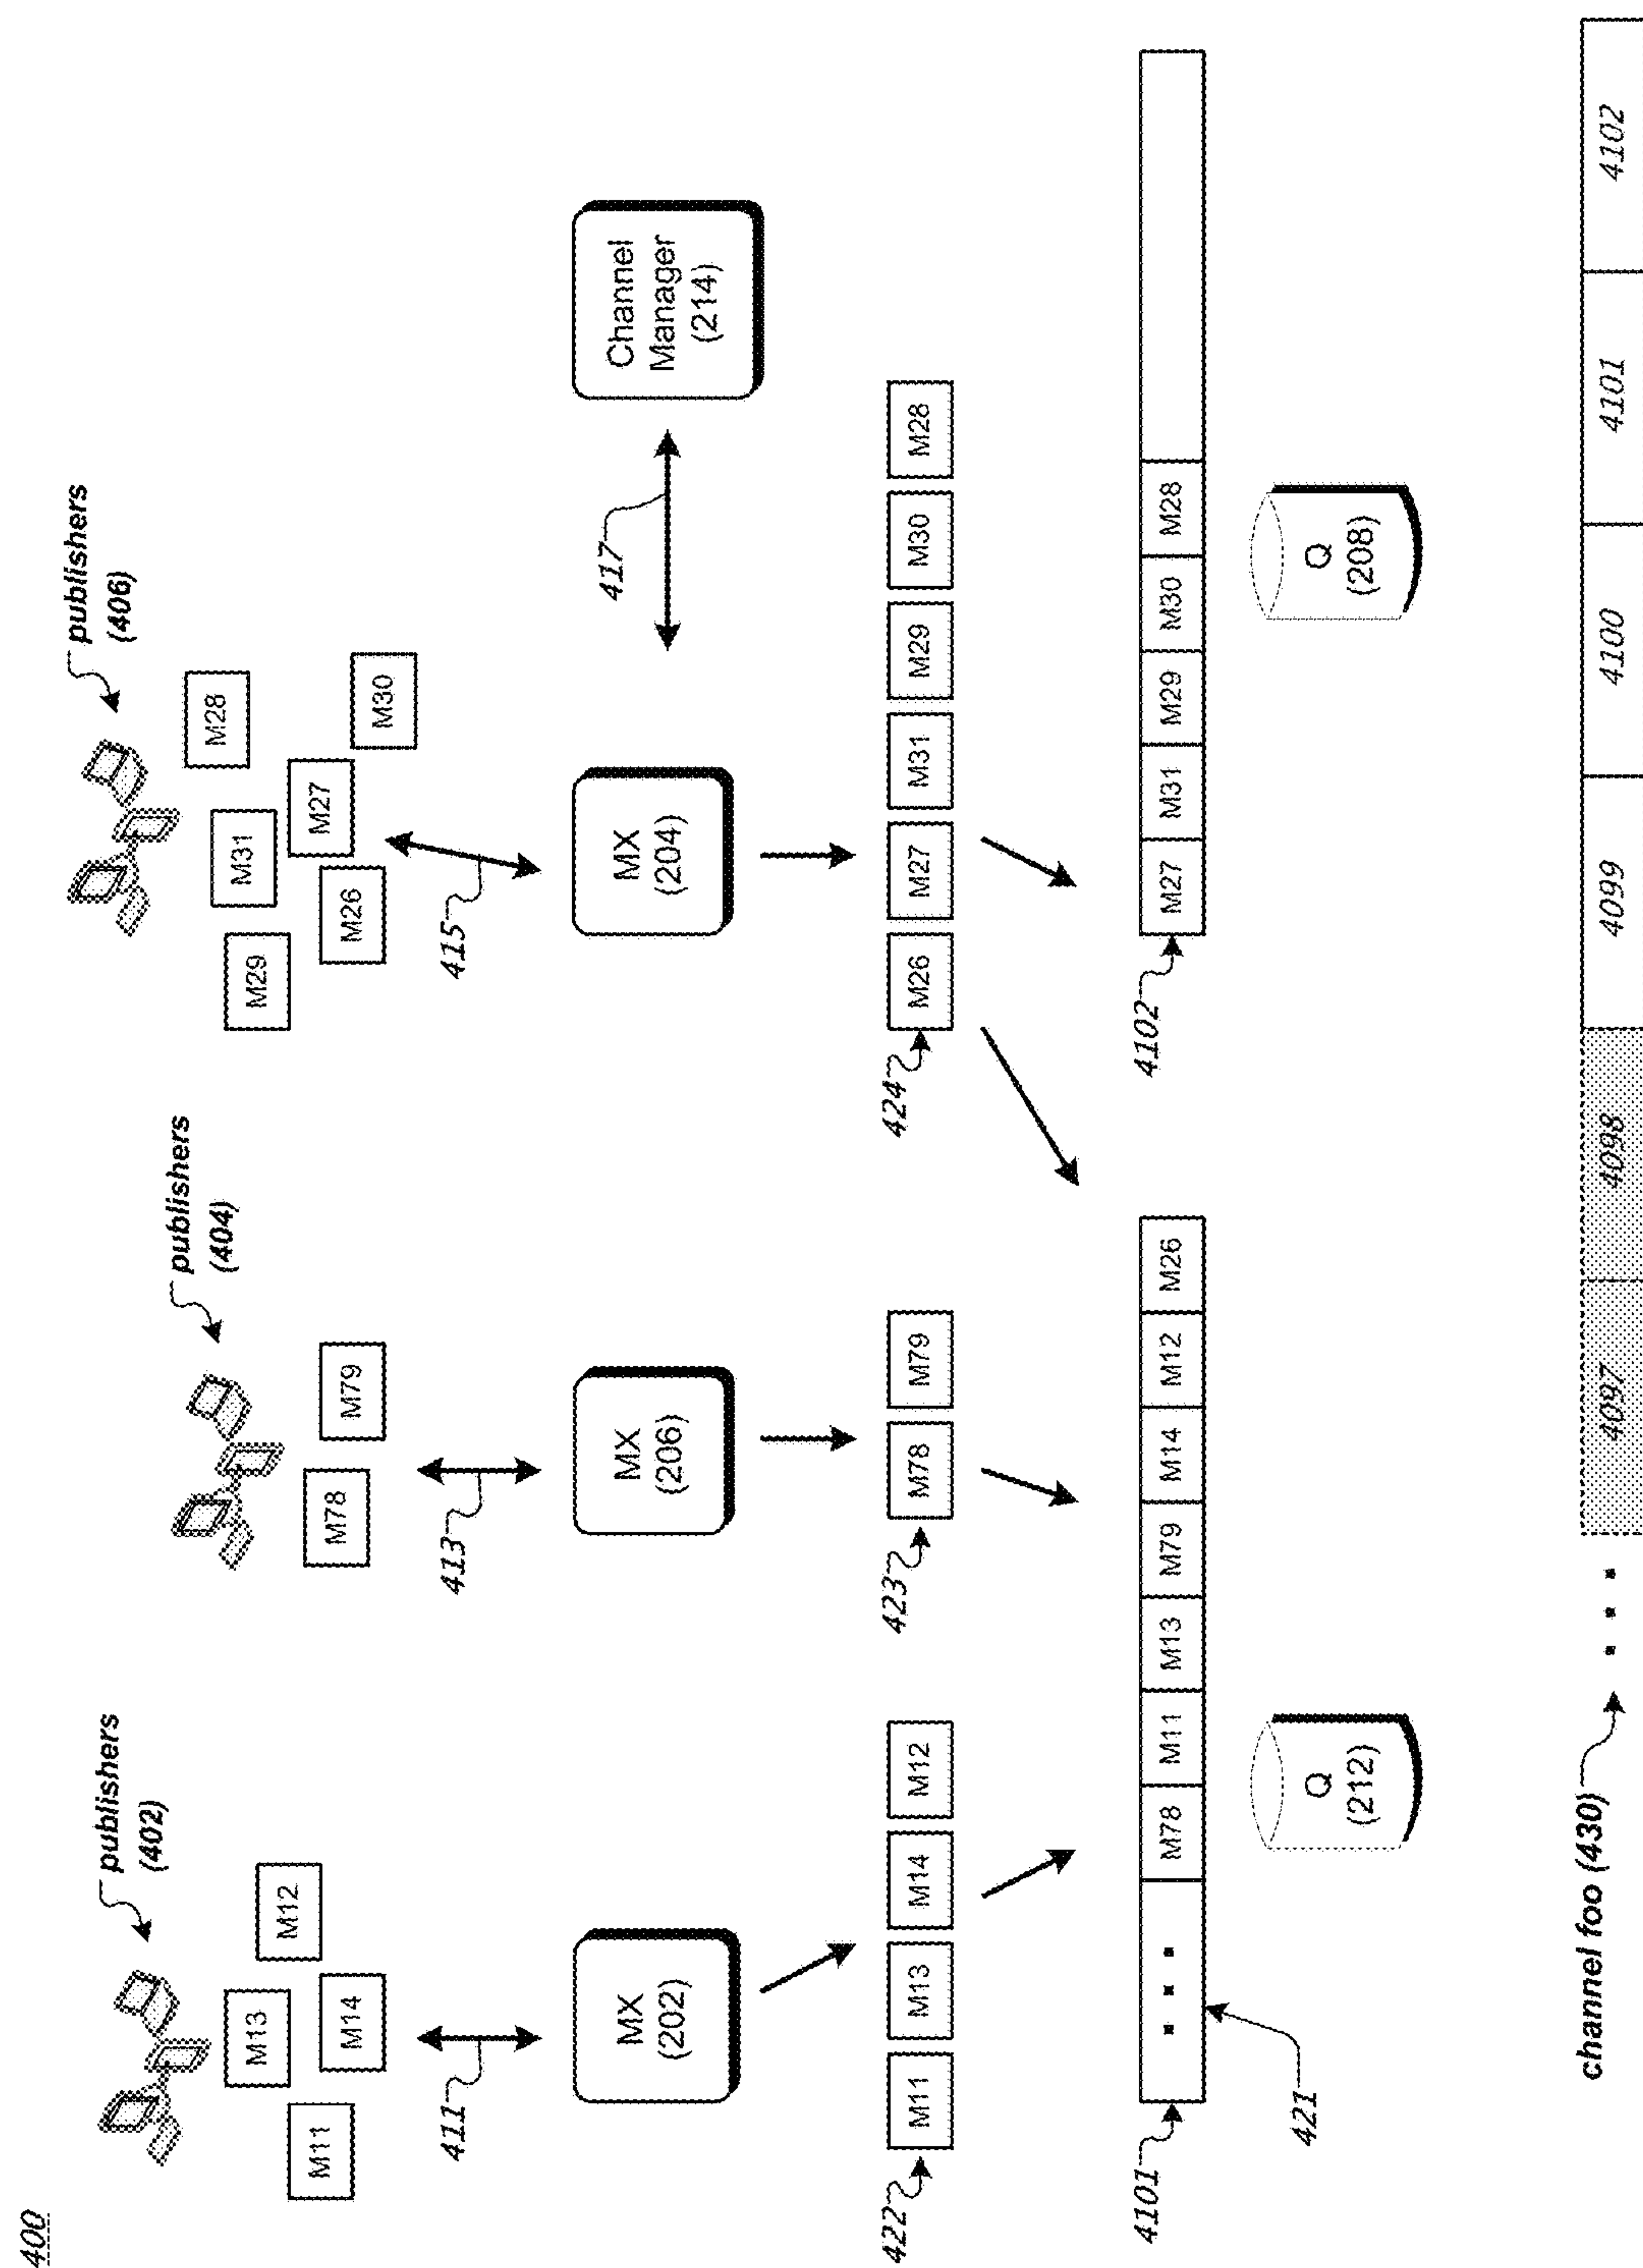 400
publishers
(402)
publishers
(404)
publishers
(406)
M11
M13
M14
M12
M78
M79
M29
M26
M31
M27
M28
M30
411
413
415
417
MX
(202)
MX
(206)
MX
(204)
Channel
Manager
(214)
422
M11
M13
M14
M12
423
M78
M79
424
M26
M27
M31
M29
M30
M28
4101
M78
M11
M13
M79
M14
M12
M26
4102
M27
M31
M29
M30
M28
421
Q
(212)
Q
(208)
channel foo (430)
4097
4098
4099
4100
4101
4102